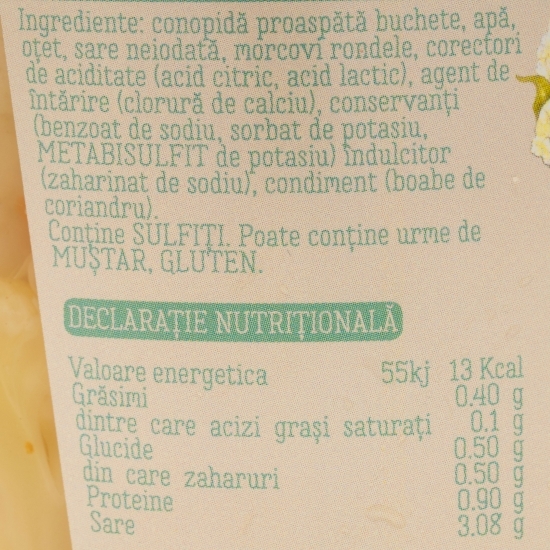 Ingrediente: conopidă proaspătă buchete, apă,
oțet, sare neiodată, morcovi rondele, corectori
de aciditate (acid citric, acid lactic), agent de
întărire (clorură de calciu), conservanți
(benzoat de sodiu, sorbat de potasiu,
METABISULFIT de potasiu) îndulcitor
(zaharinat de sodiu), condiment (boabe de
coriandru).
Conține SULFIȚI. Poate conține urme de
MUȘTAR, GLUTEN.
DECLARAȚIE NUTRIȚIONALĂ
Valoare energetica 55kj 13 Kcal
Grăsimi 0.40 g
dintre care acizi grași saturați 0.1 g
Glucide 0.50 g
din care zaharuri 0.50 g
Proteine 0.90 g
Sare 3.08 g